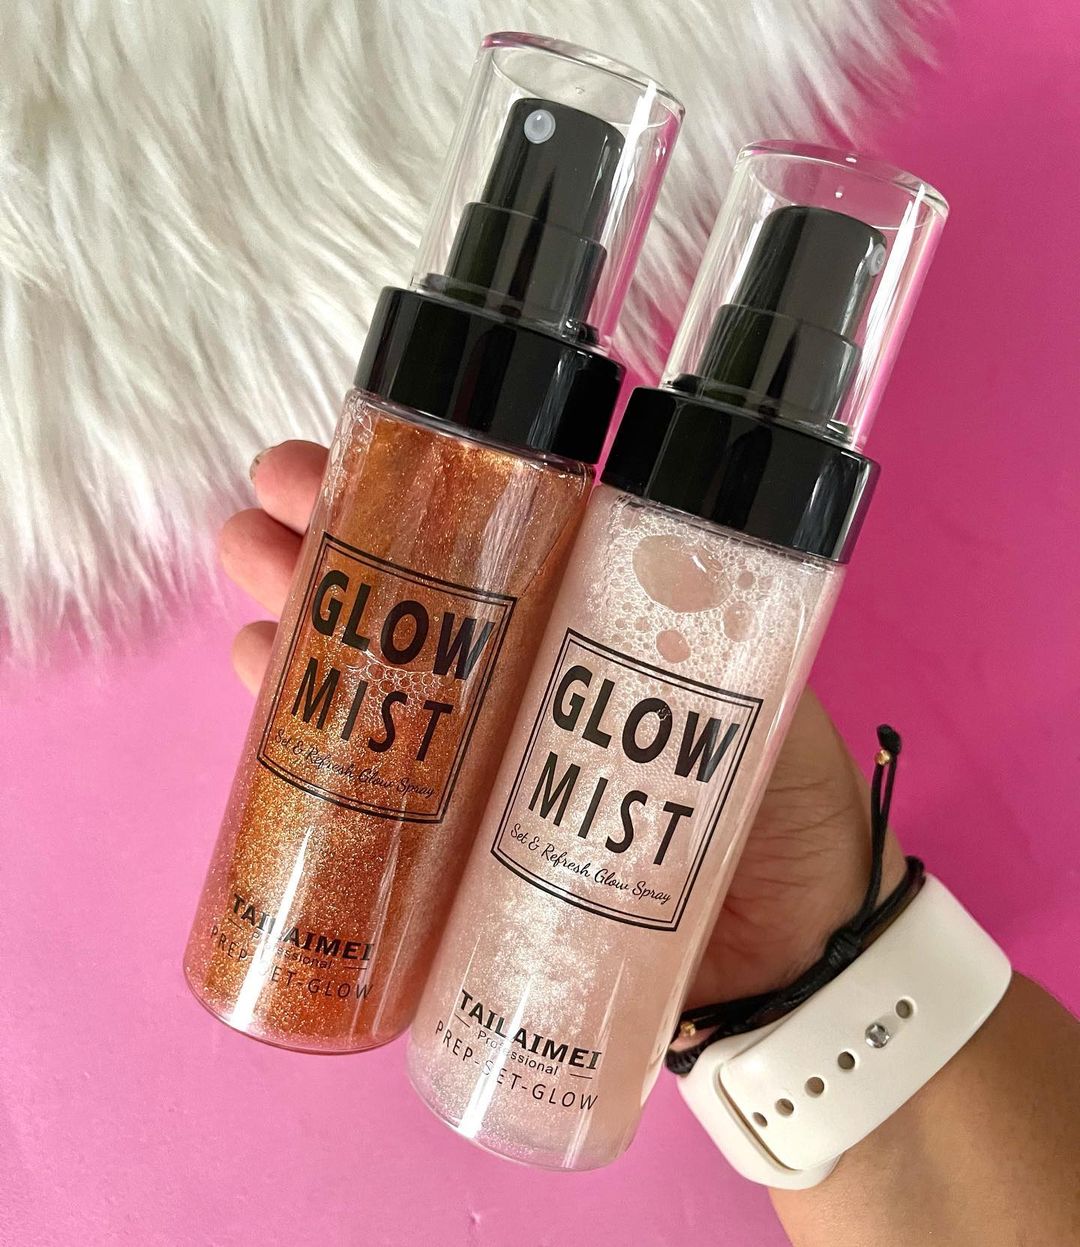 GLOW
MIST
Set & Refresh Glow Spray
TAILAIMEI
Professional
PREP-SET-GLOW
GLOW
MIST
Set & Refresh Glow Spray
TAILAIMEI
Professional
PREP-SET-GLOW